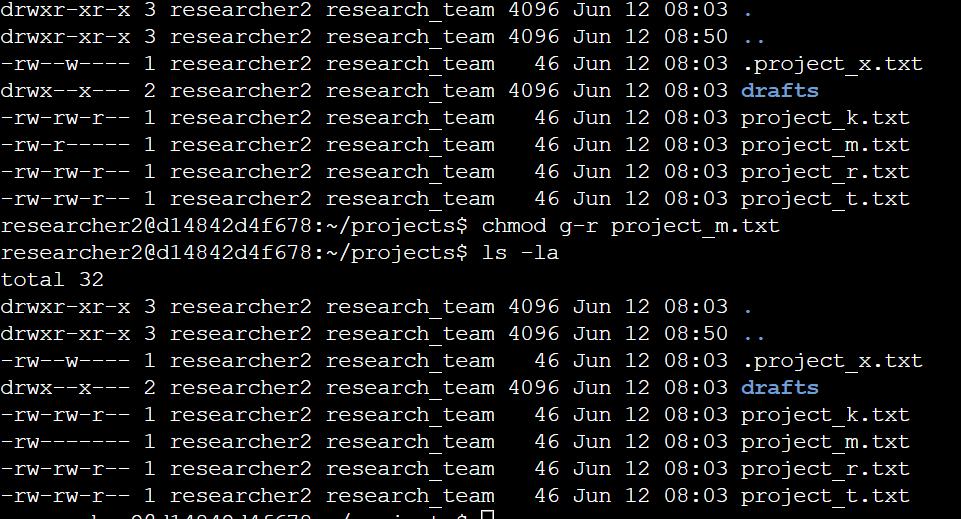 drwxr-xr-x 3 researcher2 research_team 4096 Jun 12 08:03 .
drwxr-xr-x 3 researcher2 research_team 4096 Jun 12 08:50 ..
-rw--w---- 1 researcher2 research_team   46 Jun 12 08:03 .project_x.txt
drwx--x--- 2 researcher2 research_team 4096 Jun 12 08:03 drafts
-rw-rw-r-- 1 researcher2 research_team   46 Jun 12 08:03 project_k.txt
-rw-r----- 1 researcher2 research_team   46 Jun 12 08:03 project_m.txt
-rw-rw-r-- 1 researcher2 research_team   46 Jun 12 08:03 project_r.txt
-rw-rw-r-- 1 researcher2 research_team   46 Jun 12 08:03 project_t.txt
researcher2@d14842d4f678:~/projects$ chmod g-r project_m.txt
researcher2@d14842d4f678:~/projects$ ls -la
total 32
drwxr-xr-x 3 researcher2 research_team 4096 Jun 12 08:03 .
drwxr-xr-x 3 researcher2 research_team 4096 Jun 12 08:50 ..
-rw--w---- 1 researcher2 research_team   46 Jun 12 08:03 .project_x.txt
drwx--x--- 2 researcher2 research_team 4096 Jun 12 08:03 drafts
-rw-rw-r-- 1 researcher2 research_team   46 Jun 12 08:03 project_k.txt
-rw------- 1 researcher2 research_team   46 Jun 12 08:03 project_m.txt
-rw-rw-r-- 1 researcher2 research_team   46 Jun 12 08:03 project_r.txt
-rw-rw-r-- 1 researcher2 research_team   46 Jun 12 08:03 project_t.txt
researcher2@d14842d4f678:~/projects$